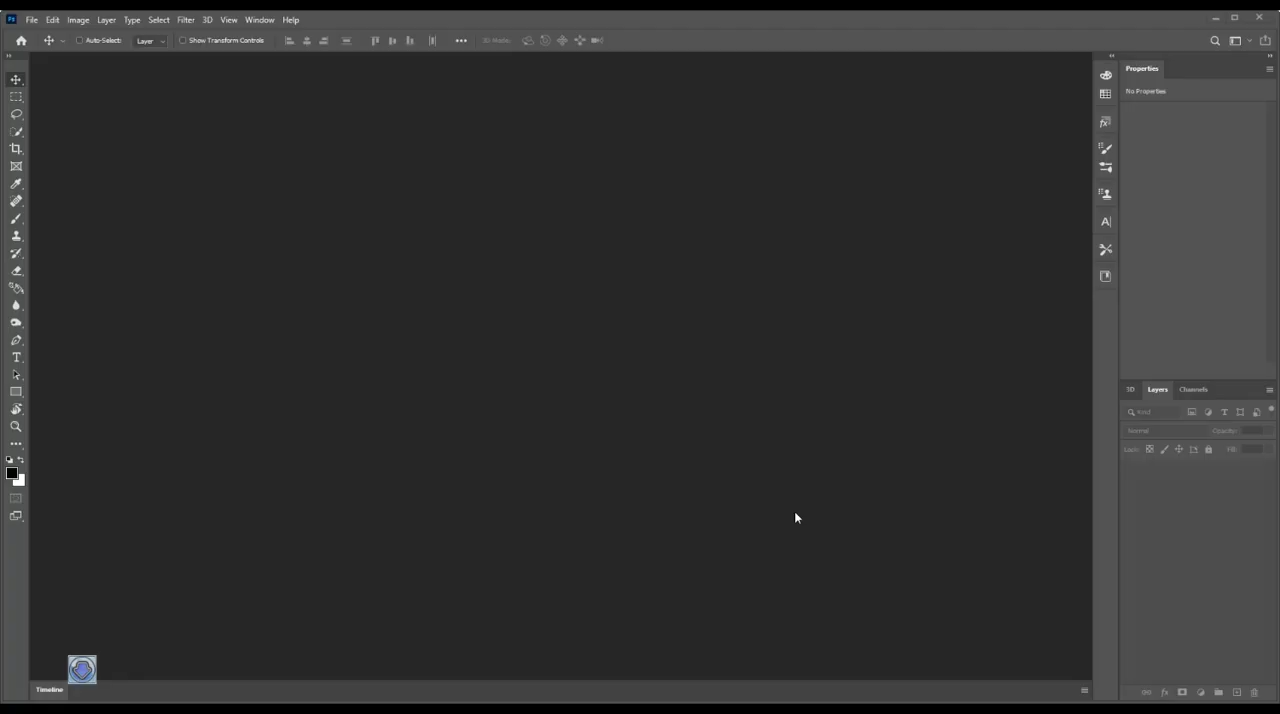 Ps File Edit Image Layer Type Select Filter 3D View Window Help
Auto-Select: Layer Show Transform Controls 3D Mode:
Properties
No Properties
3D Layers Channels
Kind
Normal Opacity:
Lock: Fill:
Timeline